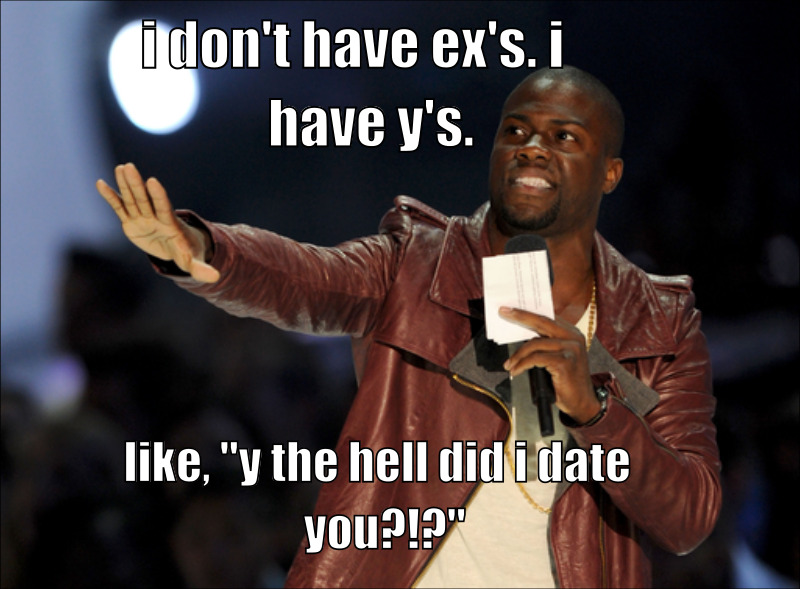 i don't have ex's. i
have y's.
like, "y the hell did i date
you?!?"